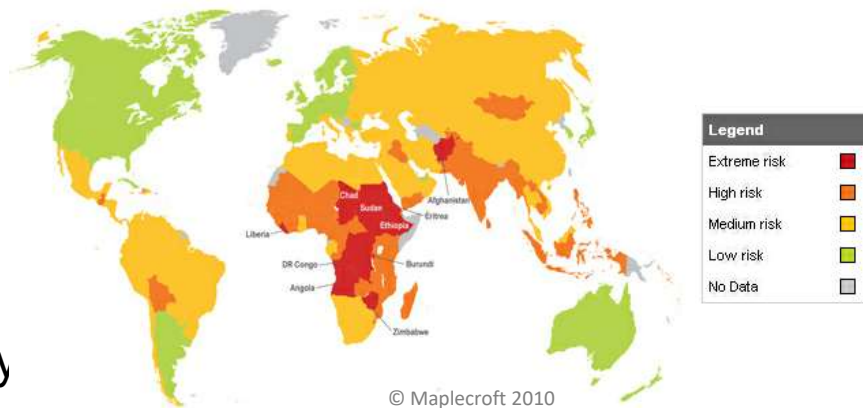 Legend
Extreme risk
High risk
Medium risk
Low risk
No Data
Chad
Sudan
Afghanistan
Eritrea
Ethiopia
Liberia
DR Congo
Burundi
Angola
Zimbabwe
y
© Maplecroft 2010